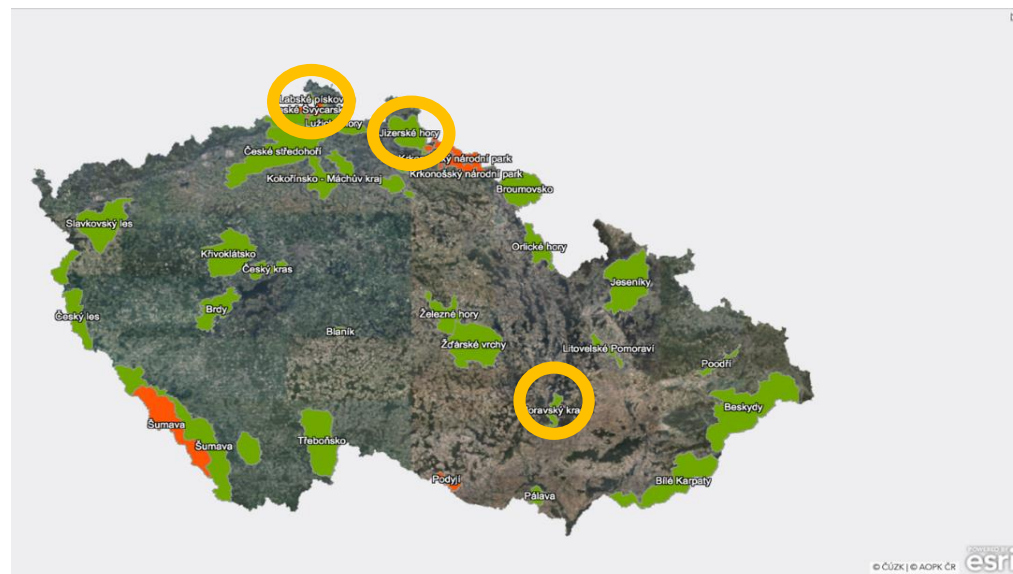 Labské pískov
ské Švýcarsk
Lužické hory
Jizerské hory
České středohoří
Krkonošský národní park
Krkonošský národní park
Kokořínsko - Máchův kraj
Broumovsko
Slavkovský les
Křivoklátsko
Orlické hory
Český kras
Jeseníky
Brdy
Železné hory
Český les
Blaník
Žďárské vrchy
Litovelské Pomoraví
Poodří
Moravský kras
Beskydy
Šumava
Třeboňsko
Šumava
Podyjí
Bílé Karpaty
Pálava
POWERED BY
esri
© ČÚZK | © AOPK ČR